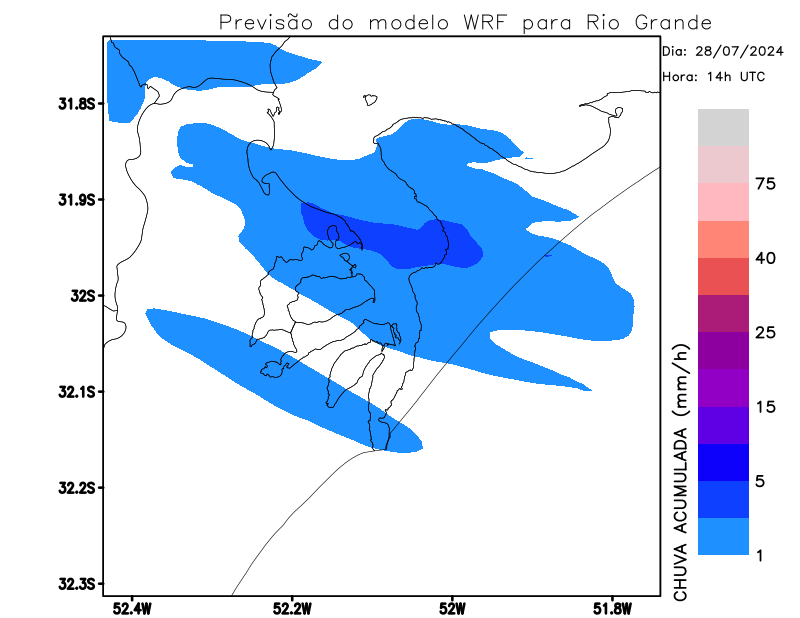 Previsão do modelo WRF para Rio Grande
Dia: 28/07/2024
Hora: 14h UTC
31.8S
31.9S
32S
32.1S
32.2S
32.3S
52.4W
52.2W
52W
51.8W
75
40
25
15
5
1
CHUVA ACUMULADA (mm/h)